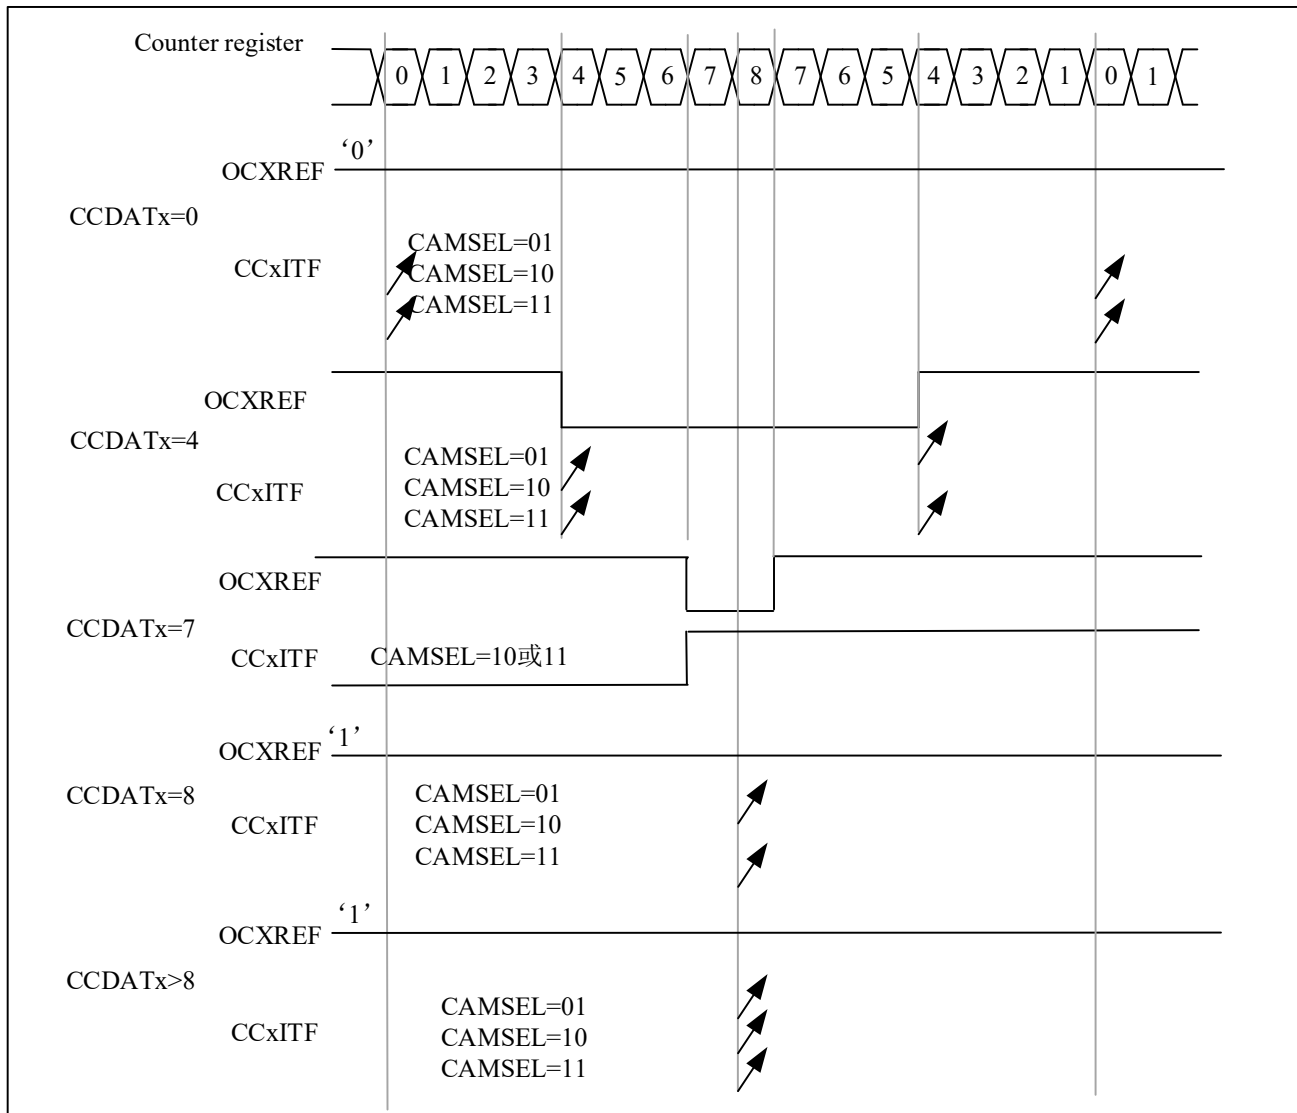 Counter register
0 1 2 3 4 5 6 7 8 7 6 5 4 3 2 1 0 1
‘0’
OCXREF
CCDATx=0
CAMSEL=01
CCxITF
CAMSEL=10
CAMSEL=11
OCXREF
CCDATx=4
CAMSEL=01
CCxITF
CAMSEL=10
CAMSEL=11
OCXREF
CCDATx=7
CCxITF
CAMSEL=10或11
‘1’
OCXREF
CCDATx=8
CAMSEL=01
CCxITF
CAMSEL=10
CAMSEL=11
‘1’
OCXREF
CCDATx>8
CAMSEL=01
CCxITF
CAMSEL=10
CAMSEL=11